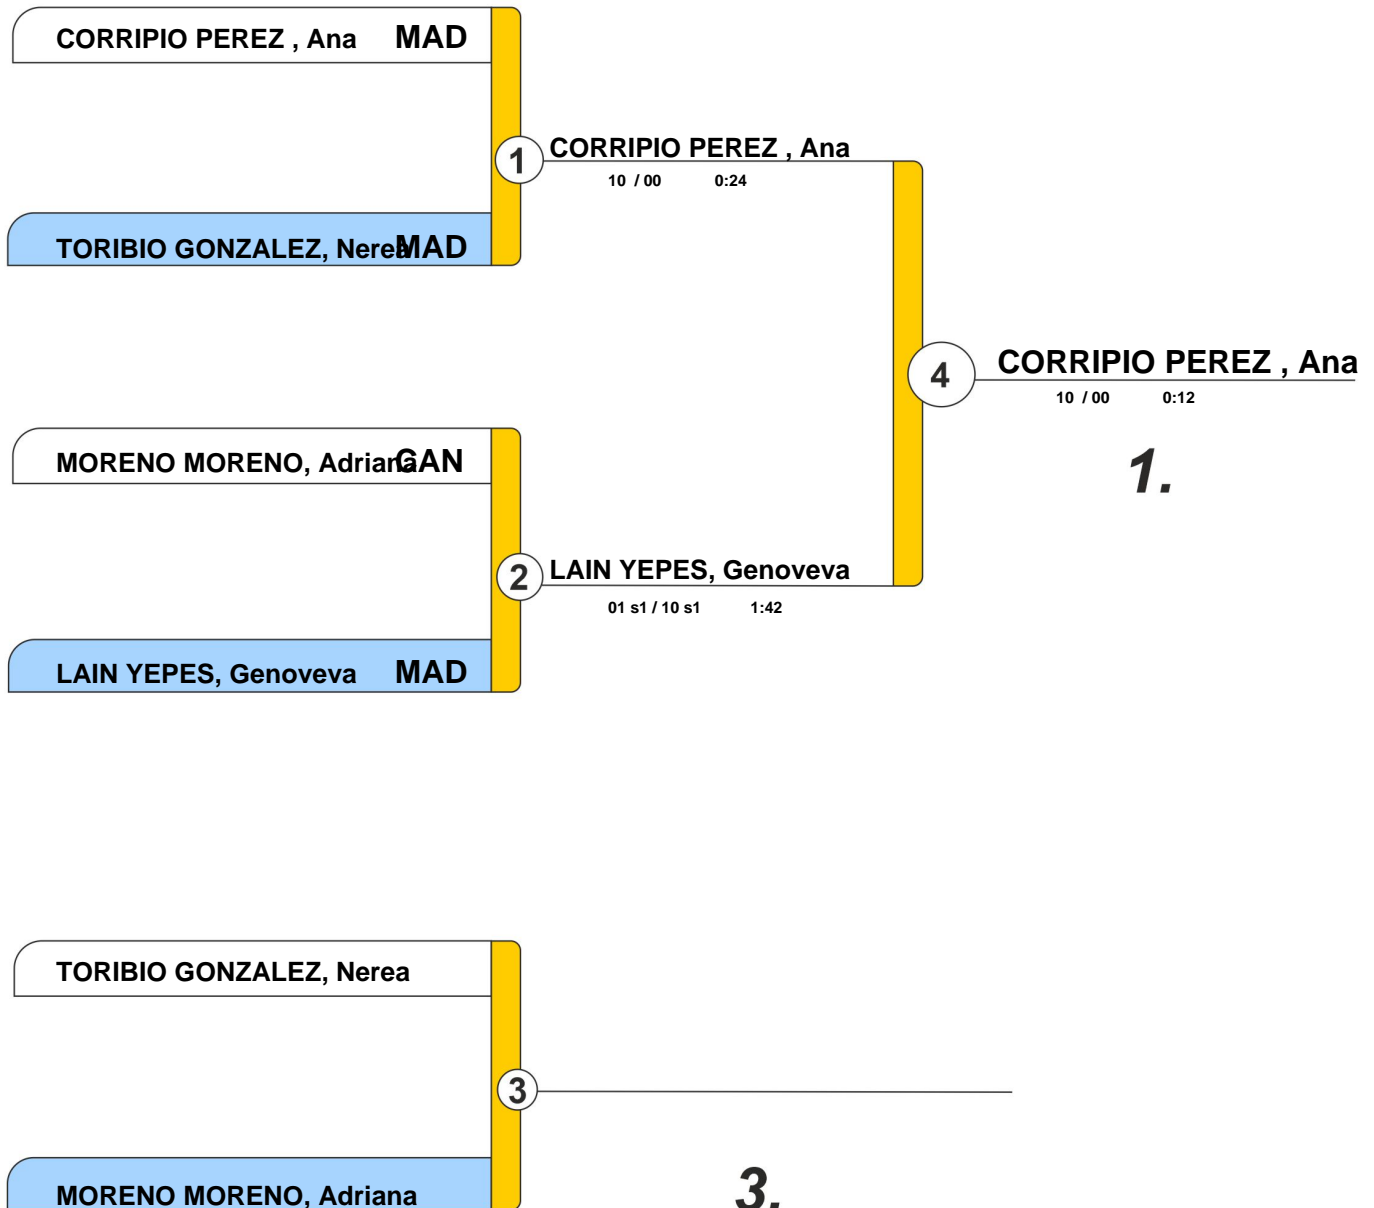 CORRIPIO PEREZ , Ana MAD
1 CORRIPIO PEREZ , Ana
10 / 00 0:24
TORIBIO GONZALEZ, Nerea MAD
4 CORRIPIO PEREZ , Ana
10 / 00 0:12
1.
MORENO MORENO, Adriana CAN
2 LAIN YEPES, Genoveva
01 s1 / 10 s1 1:42
LAIN YEPES, Genoveva MAD
TORIBIO GONZALEZ, Nerea
3
3.
MORENO MORENO, Adriana